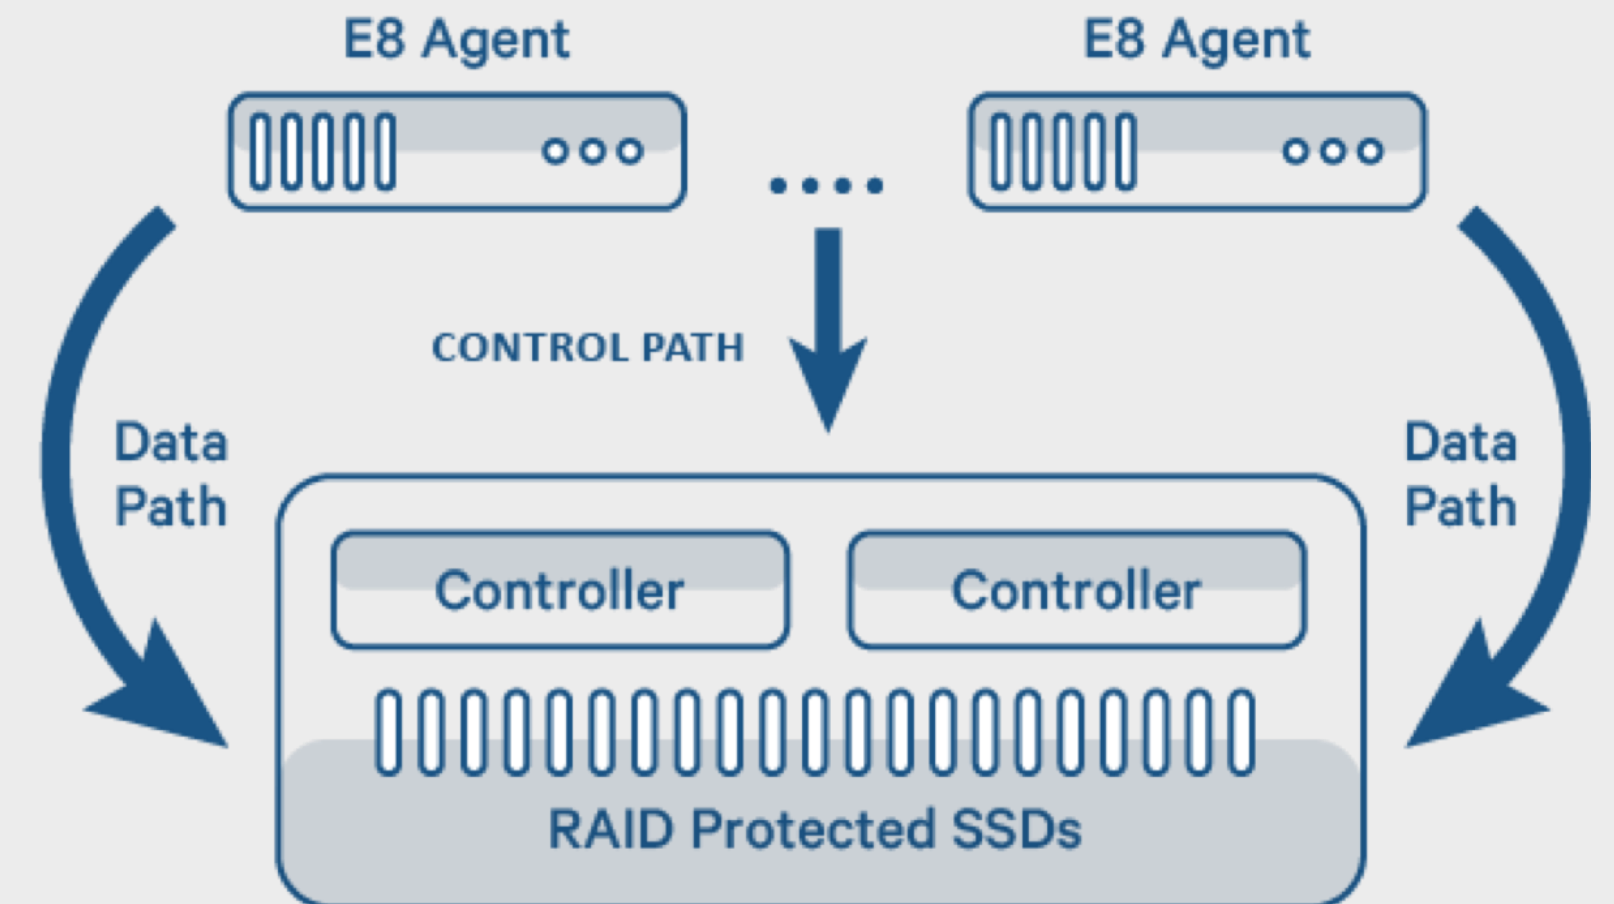 E8 Agent
E8 Agent
CONTROL PATH
Data
Path
Data
Path
Controller
Controller
RAID Protected SSDs